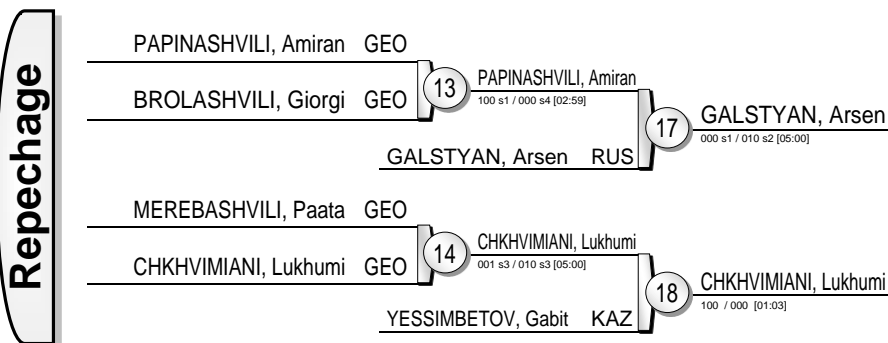 Repechage
PAPINASHVILI, Amiran GEO
BROLASHVILI, Giorgi GEO
13
PAPINASHVILI, Amiran
100 s1 / 000 s4 [02:59]
GALSTYAN, Arsen RUS
17
GALSTYAN, Arsen
000 s1 / 010 s2 [05:00]
MEREBASHVILI, Paata GEO
CHKHVIMIANI, Lukhumi GEO
14
CHKHVIMIANI, Lukhumi
001 s3 / 010 s3 [05:00]
YESSIMBETOV, Gabit KAZ
18
CHKHVIMIANI, Lukhumi
100 / 000 [01:03]